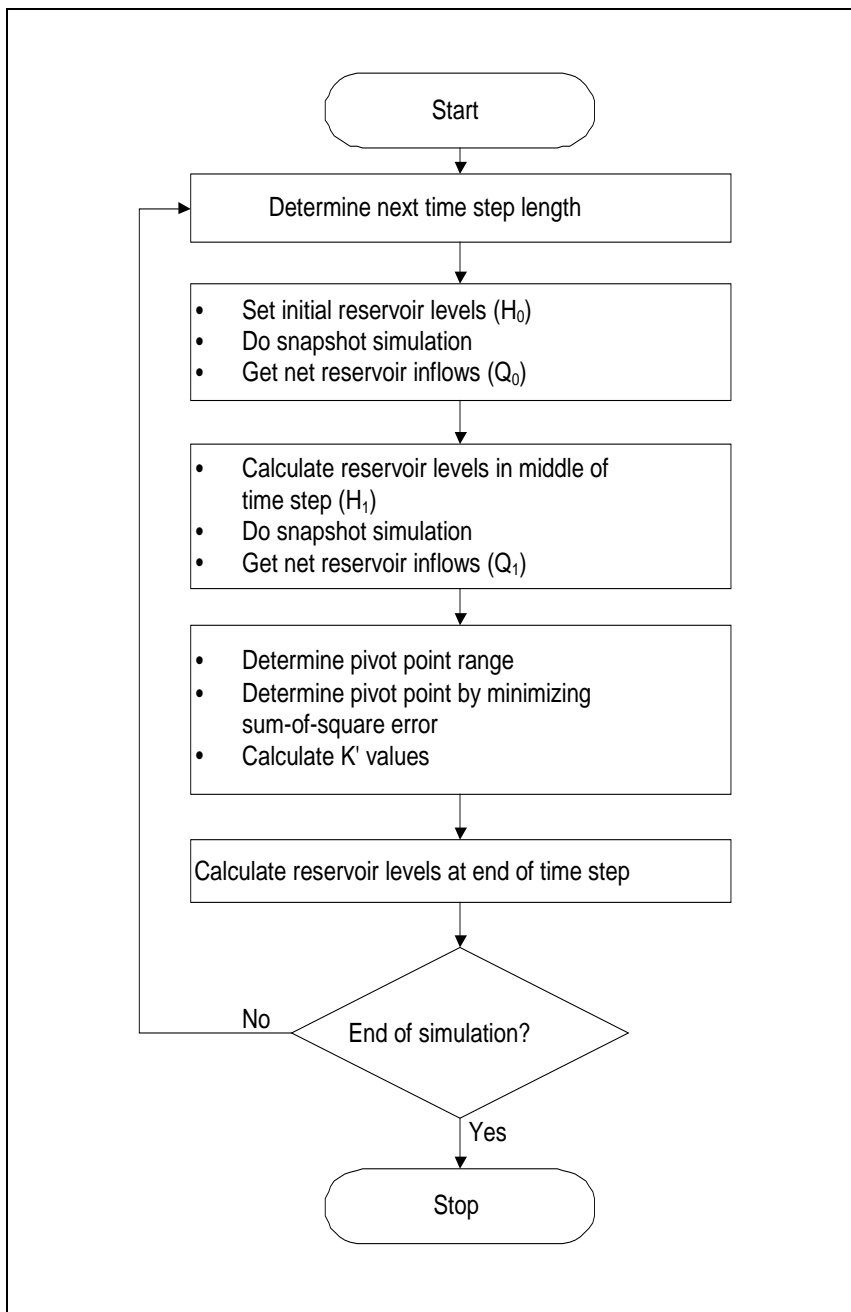 Start
Determine next time step length
• Set initial reservoir levels (H₀)
• Do snapshot simulation
• Get net reservoir inflows (Q₀)
• Calculate reservoir levels in middle of
time step (H₁)
• Do snapshot simulation
• Get net reservoir inflows (Q₁)
• Determine pivot point range
• Determine pivot point by minimizing
sum-of-square error
• Calculate K' values
Calculate reservoir levels at end of time step
No
End of simulation?
Yes
Stop